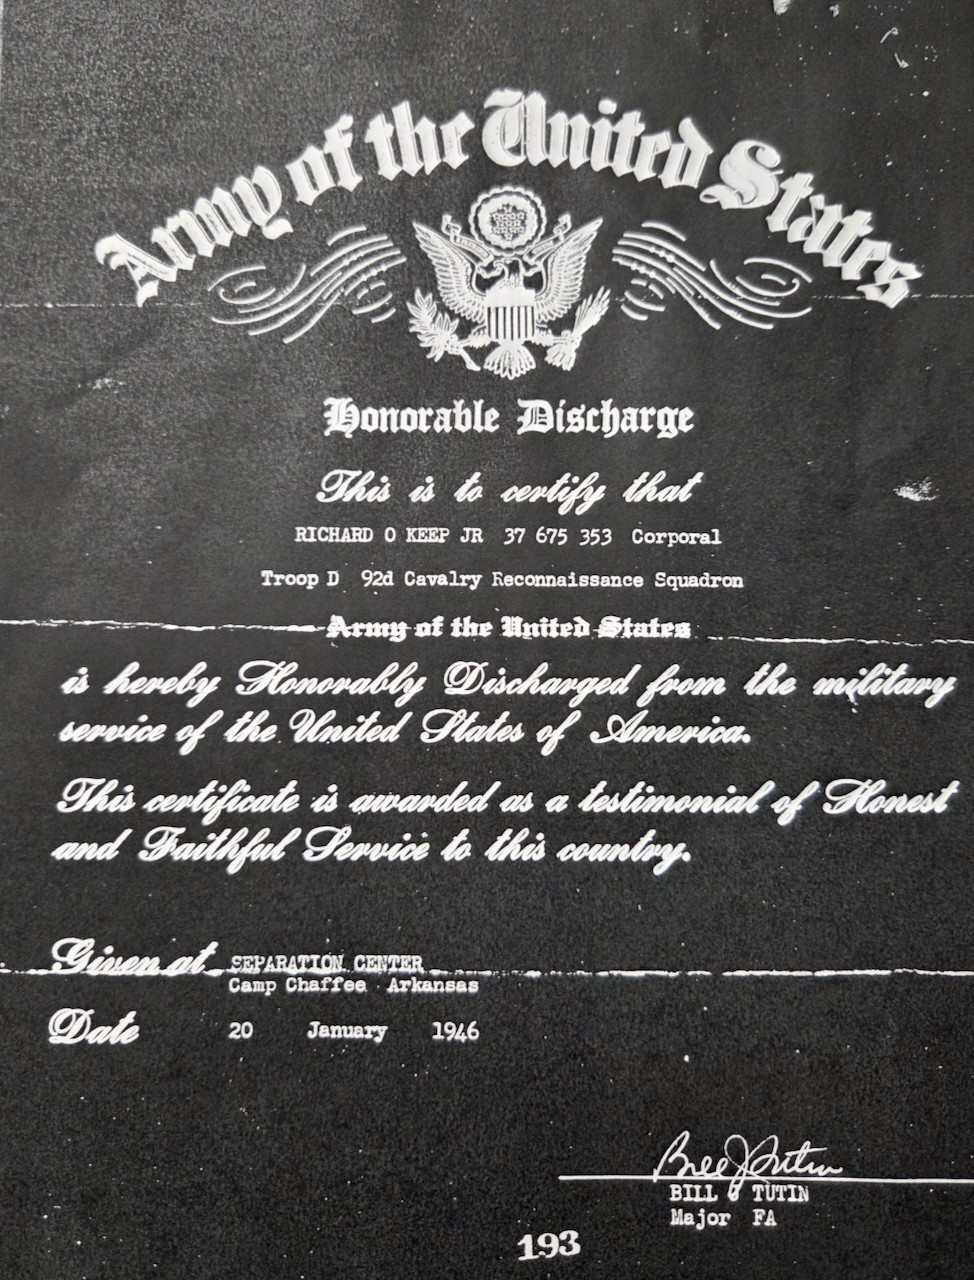 Army of the United States
Honorable Discharge
This is to certify that
RICHARD O KEEP JR 37 675 353 Corporal
Troop D 92d Cavalry Reconnaissance Squadron
Army of the United States
is hereby Honorably Discharged from the military
service of the United States of America.
This certificate is awarded as a testimonial of Honest
and Faithful Service to this country.
Given at SEPARATION CENTER
Camp Chaffee Arkansas
Date 20 January 1946
Bill J Tutin
BILL J TUTIN
Major FA
193